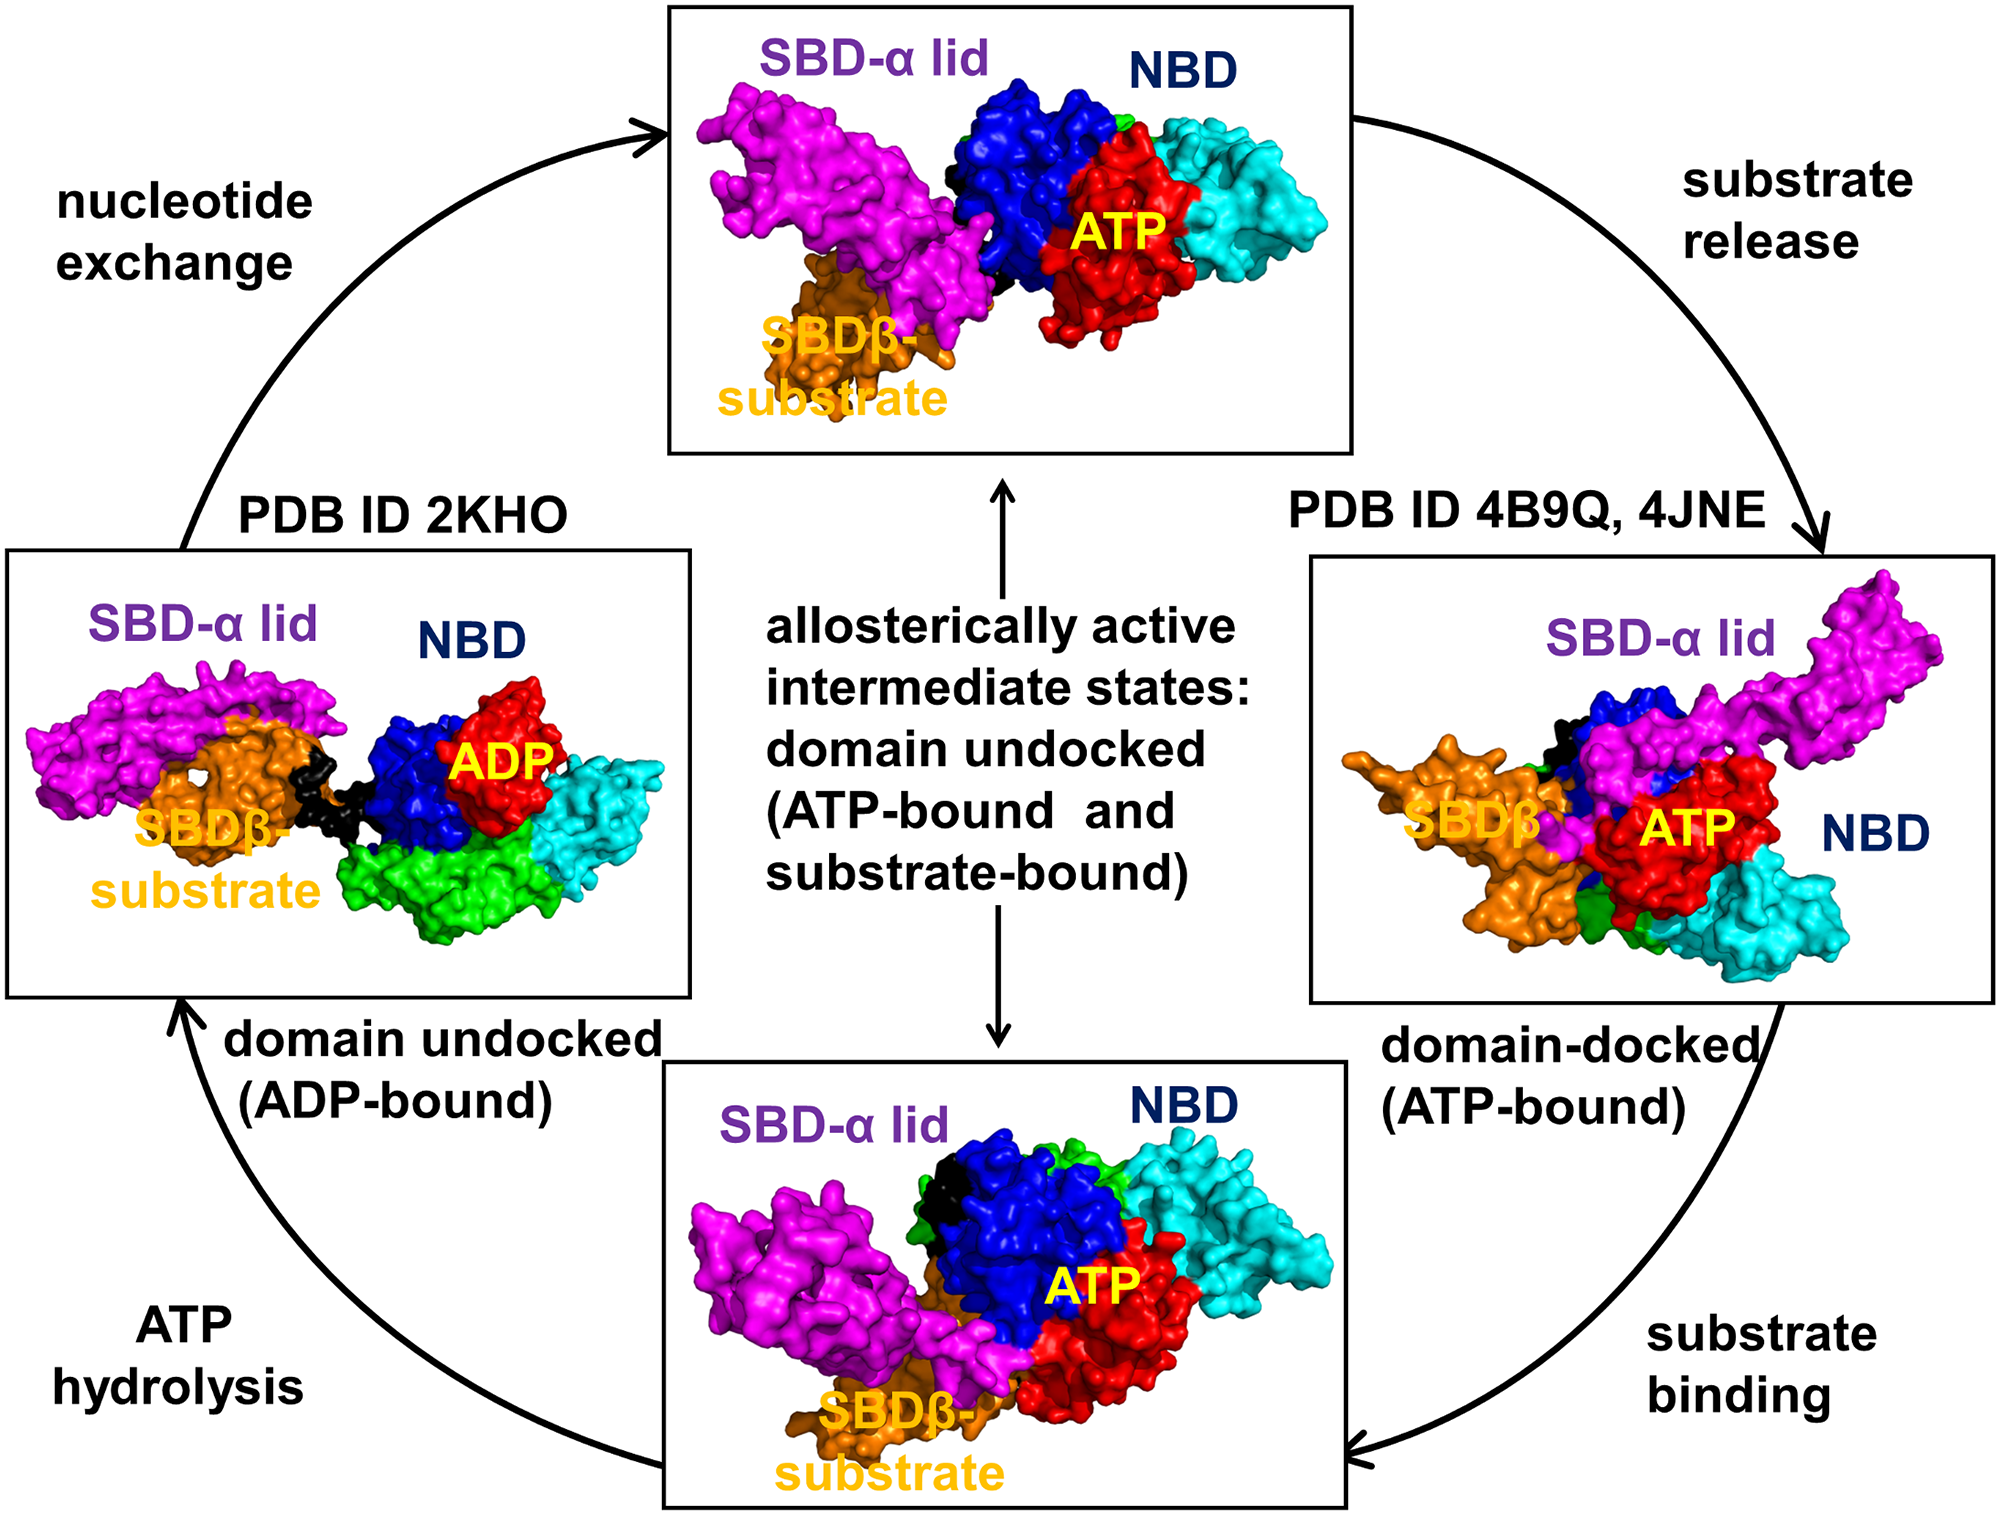 SBD-α lid
NBD
ATP
SBDβ-
substrate
nucleotide
exchange
substrate
release
PDB ID 2KHO
PDB ID 4B9Q, 4JNE
SBD-α lid
NBD
ADP
SBDβ-
substrate
allosterically active
intermediate states:
domain undocked
(ATP-bound and
substrate-bound)
SBD-α lid
SBDβ
ATP
NBD
domain undocked
(ADP-bound)
domain-docked
(ATP-bound)
SBD-α lid
NBD
ATP
SBDβ-
substrate
ATP
hydrolysis
substrate
binding